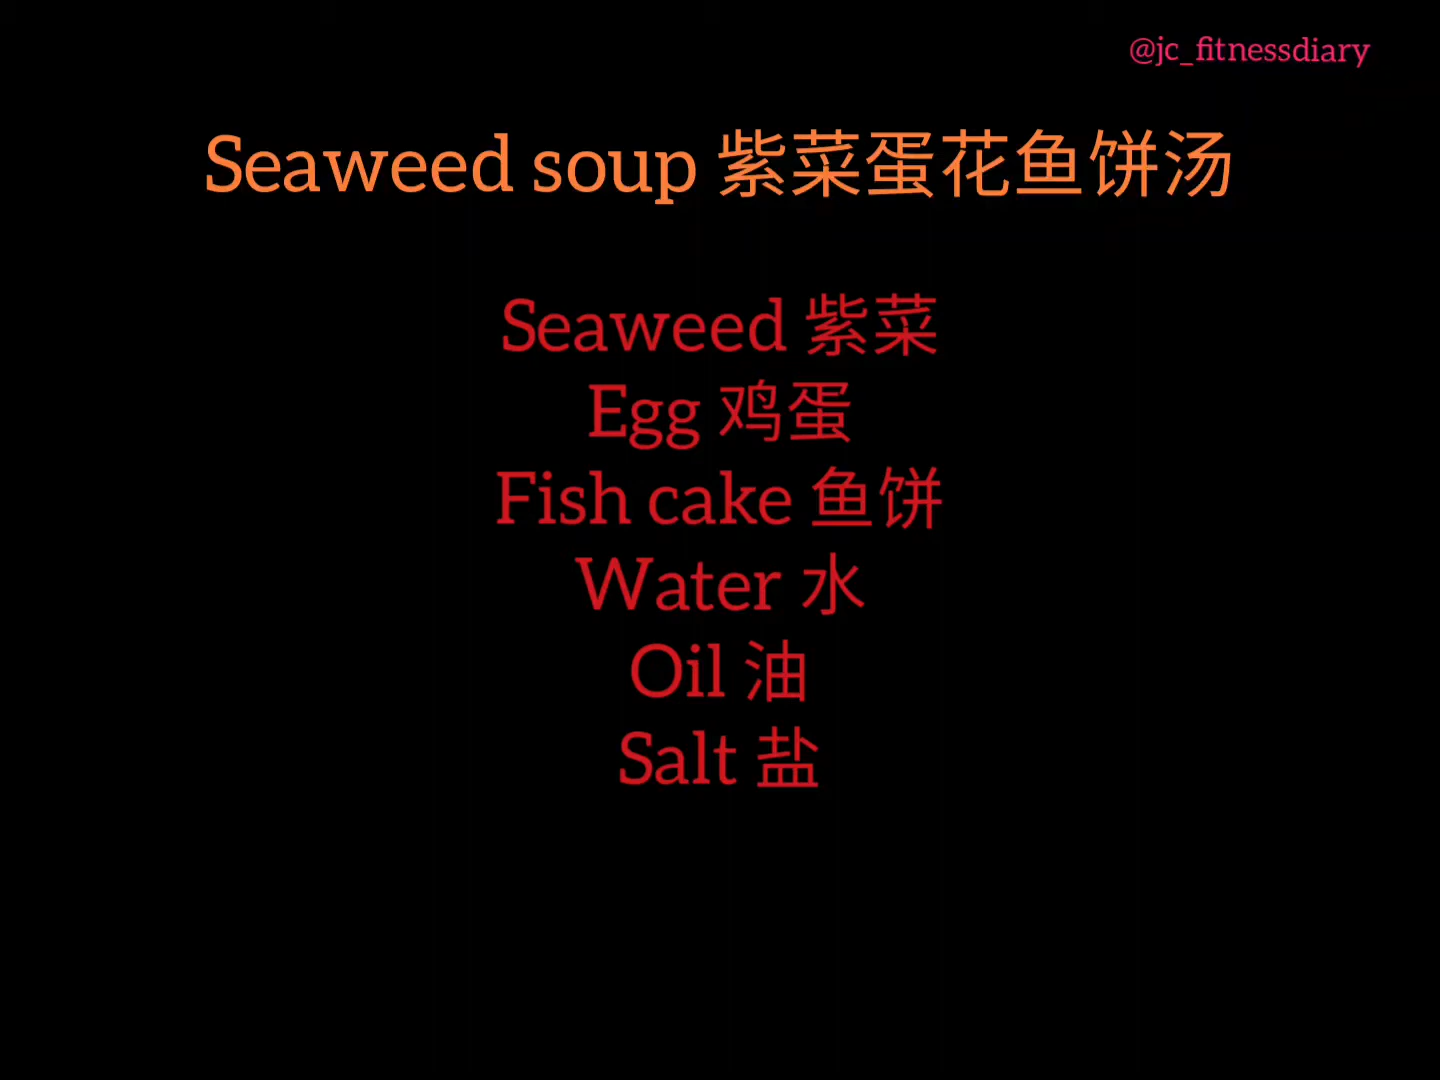 @jc_fitnessdiary
Seaweed soup 紫菜蛋花鱼饼汤
Seaweed 紫菜
Egg 鸡蛋
Fish cake 鱼饼
Water 水
Oil 油
Salt 盐